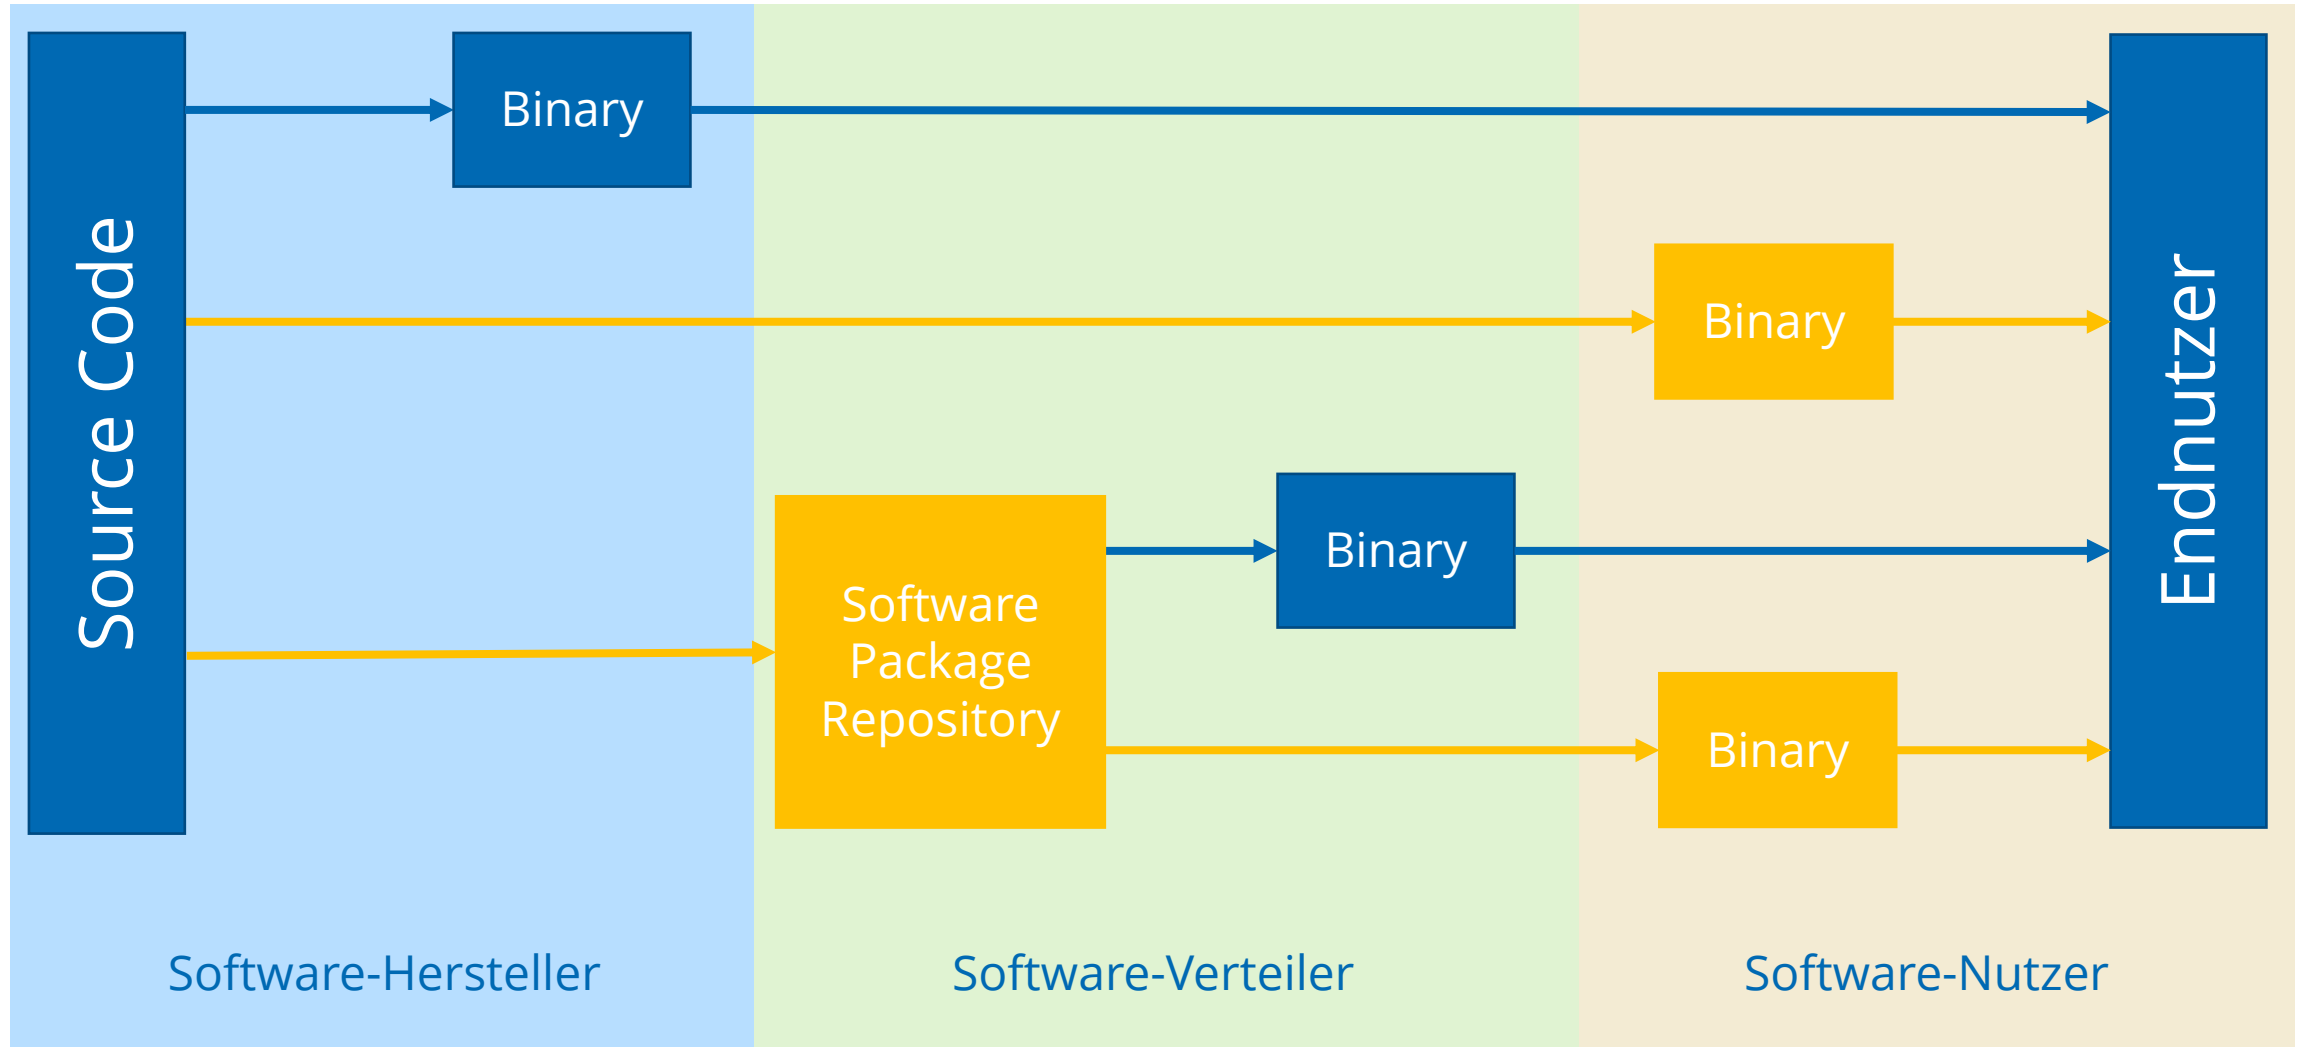 Source Code
Binary
Binary
Binary
Software
Package
Repository
Binary
Endnutzer
Software-Hersteller
Software-Verteiler
Software-Nutzer